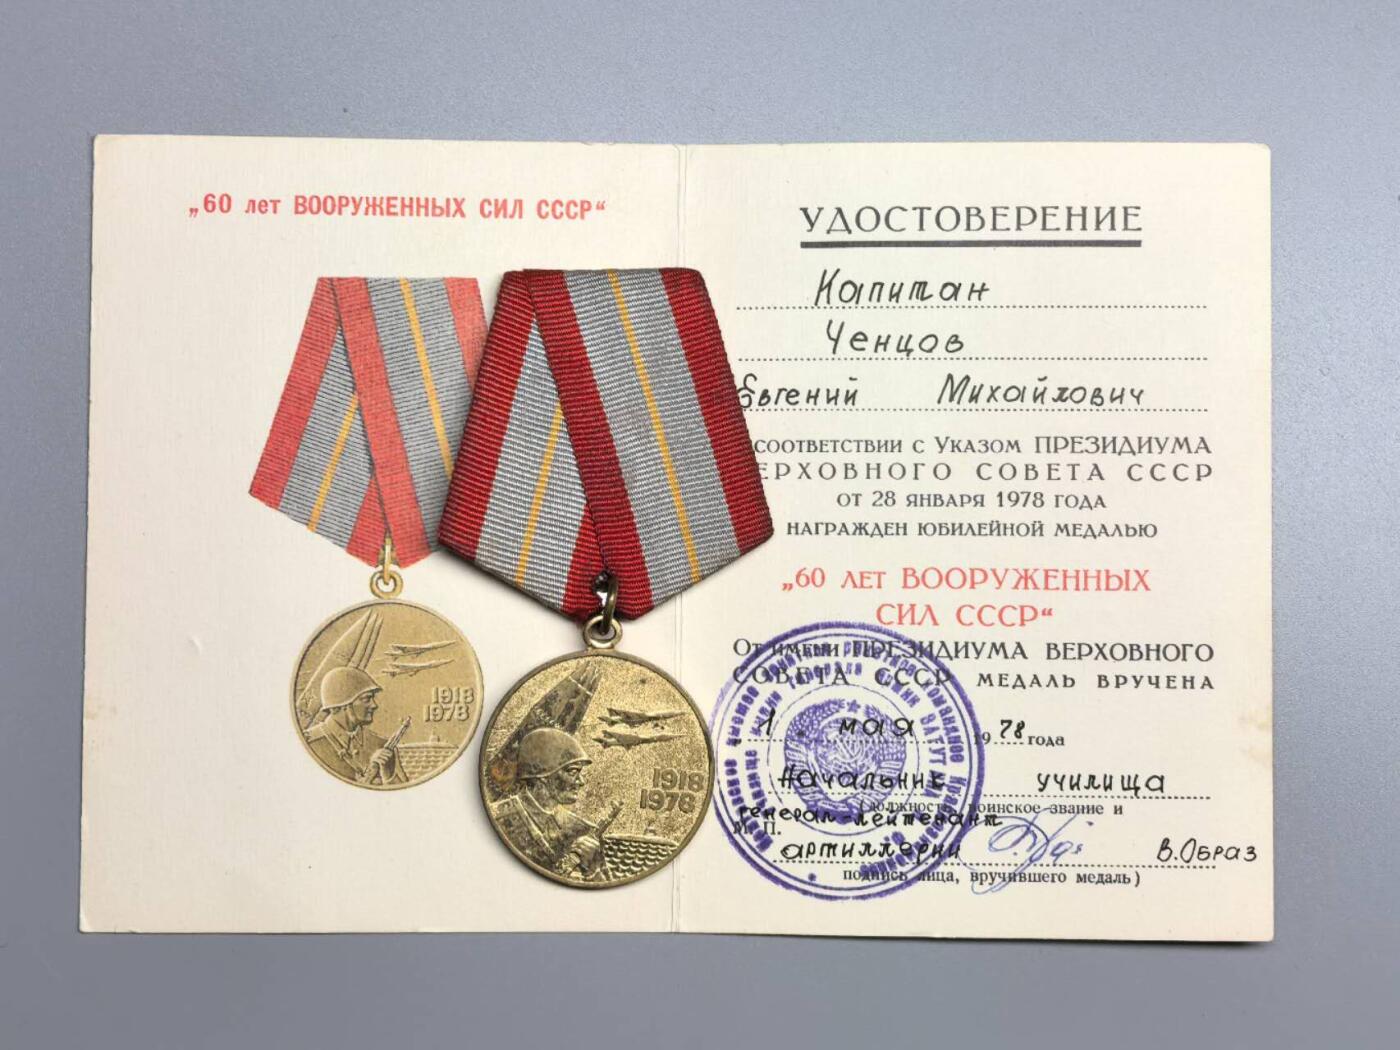 „60 лет ВООРУЖЕННЫХ СИЛ СССР“
1918
1978
1918
1978
УДОСТОВЕРЕНИЕ
Капитан
Ченцов
Евгений Михайлович
СООТВЕТСТВИИ С УКАЗОМ ПРЕЗИДИУМА
ЕРХОВНОГО СОВЕТА СССР
ОТ 28 ЯНВАРЯ 1978 ГОДА
НАГРАЖДЕН ЮБИЛЕЙНОЙ МЕДАЛЬЮ
„60 ЛЕТ ВООРУЖЕННЫХ
СИЛ СССР“
ОТ ИМЕНИ ПРЕЗИДИУМА ВЕРХОВНОГО
СОВЕТА СССР МЕДАЛЬ ВРУЧЕНА
1 мая 1978 года
Начальник училища
(должность, воинское звание и
генерал-лейтенант
М. П.
артиллерии В. ОБРАЗ
подпись лица, вручившего медаль)